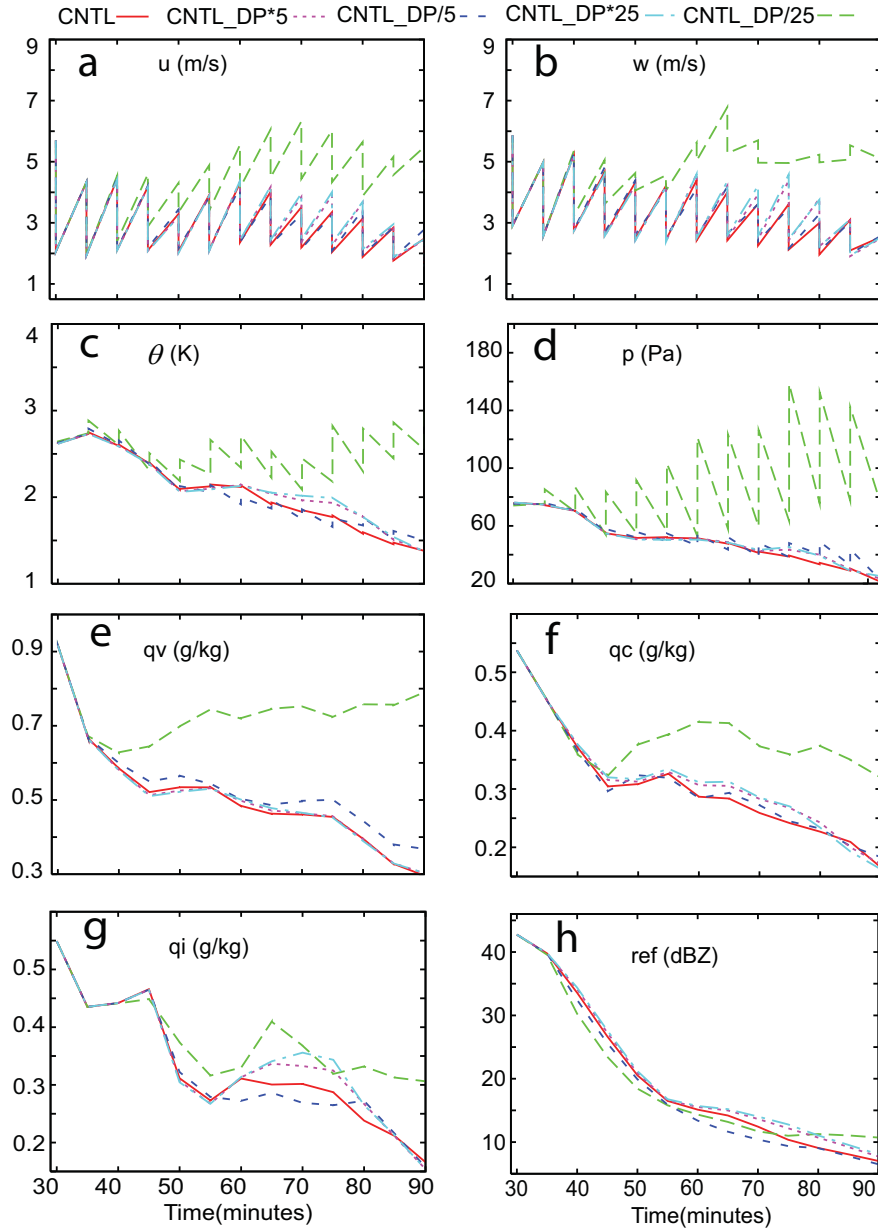 CNTL CNTL_DP*5 CNTL_DP/5 CNTL_DP*25 CNTL_DP/25
a u (m/s)
9
7
5
3
1
b w (m/s)
9
7
5
3
1
c θ (K)
4
3
2
1
d p (Pa)
180
140
100
60
20
e qv (g/kg)
0.9
0.7
0.5
0.3
f qc (g/kg)
0.5
0.4
0.3
0.2
g qi (g/kg)
0.5
0.4
0.3
0.2
30 40 50 60 70 80 90
Time(minutes)
h ref (dBZ)
40
30
20
10
30 40 50 60 70 80 90
Time(minutes)